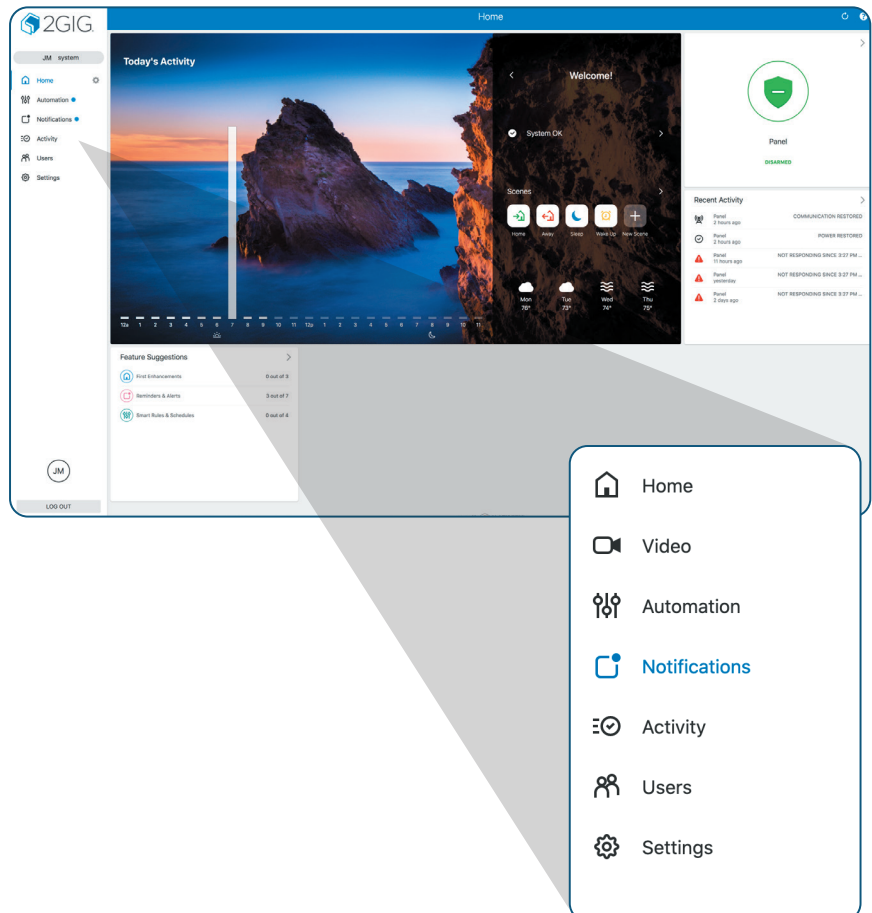 2GIG
Home
JM system
Home
Automation
Notifications
Activity
Users
Settings
JM
LOG OUT
Today's Activity
12a 1 2 3 4 5 6 7 8 9 10 11 12p 1 2 3 4 5 6 7 8 9 10 11
Welcome!
System OK
Scenes
Home Away Sleep Wake Up New Scene
Mon Tue Wed Thu
76° 73° 74° 75°
Panel
DISARMED
Recent Activity
Panel COMMUNICATION RESTORED
2 hours ago
Panel POWER RESTORED
2 hours ago
Panel NOT RESPONDING SINCE 3:27 PM ...
11 hours ago
Panel NOT RESPONDING SINCE 3:27 PM ...
yesterday
Panel NOT RESPONDING SINCE 3:27 PM ...
2 days ago
Feature Suggestions
First Enhancements 0 out of 3
Reminders & Alerts 3 out of 7
Smart Rules & Schedules 0 out of 4
Home
Video
Automation
Notifications
Activity
Users
Settings